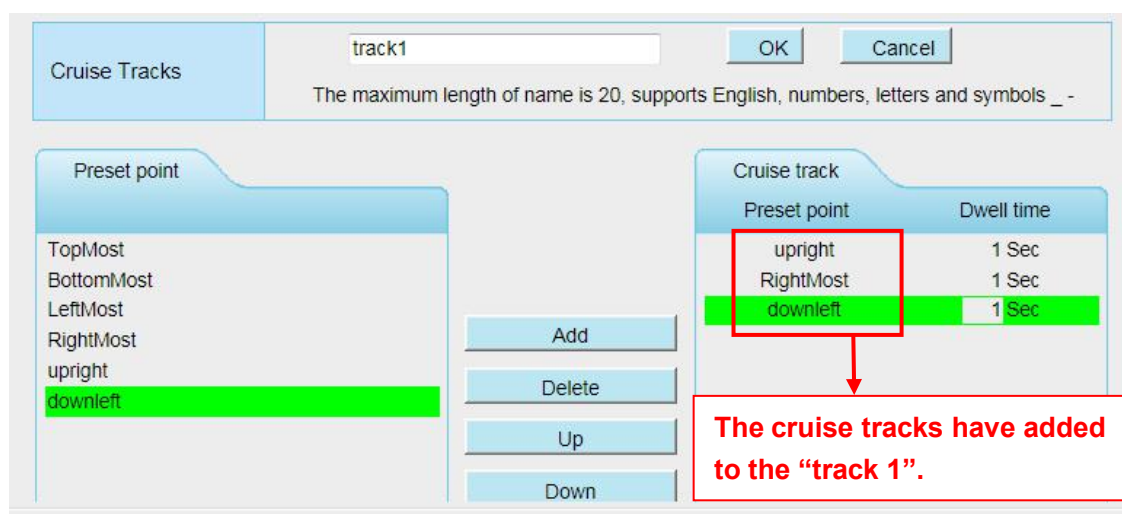 track1
OK
Cancel
Cruise Tracks
The maximum length of name is 20, supports English, numbers, letters and symbols _ -
Preset point
TopMost
BottomMost
LeftMost
RightMost
upright
downleft
Add
Delete
Up
Down
Cruise track
Preset point Dwell time
upright 1 Sec
RightMost 1 Sec
downleft 1 Sec
The cruise tracks have added
to the “track 1”.